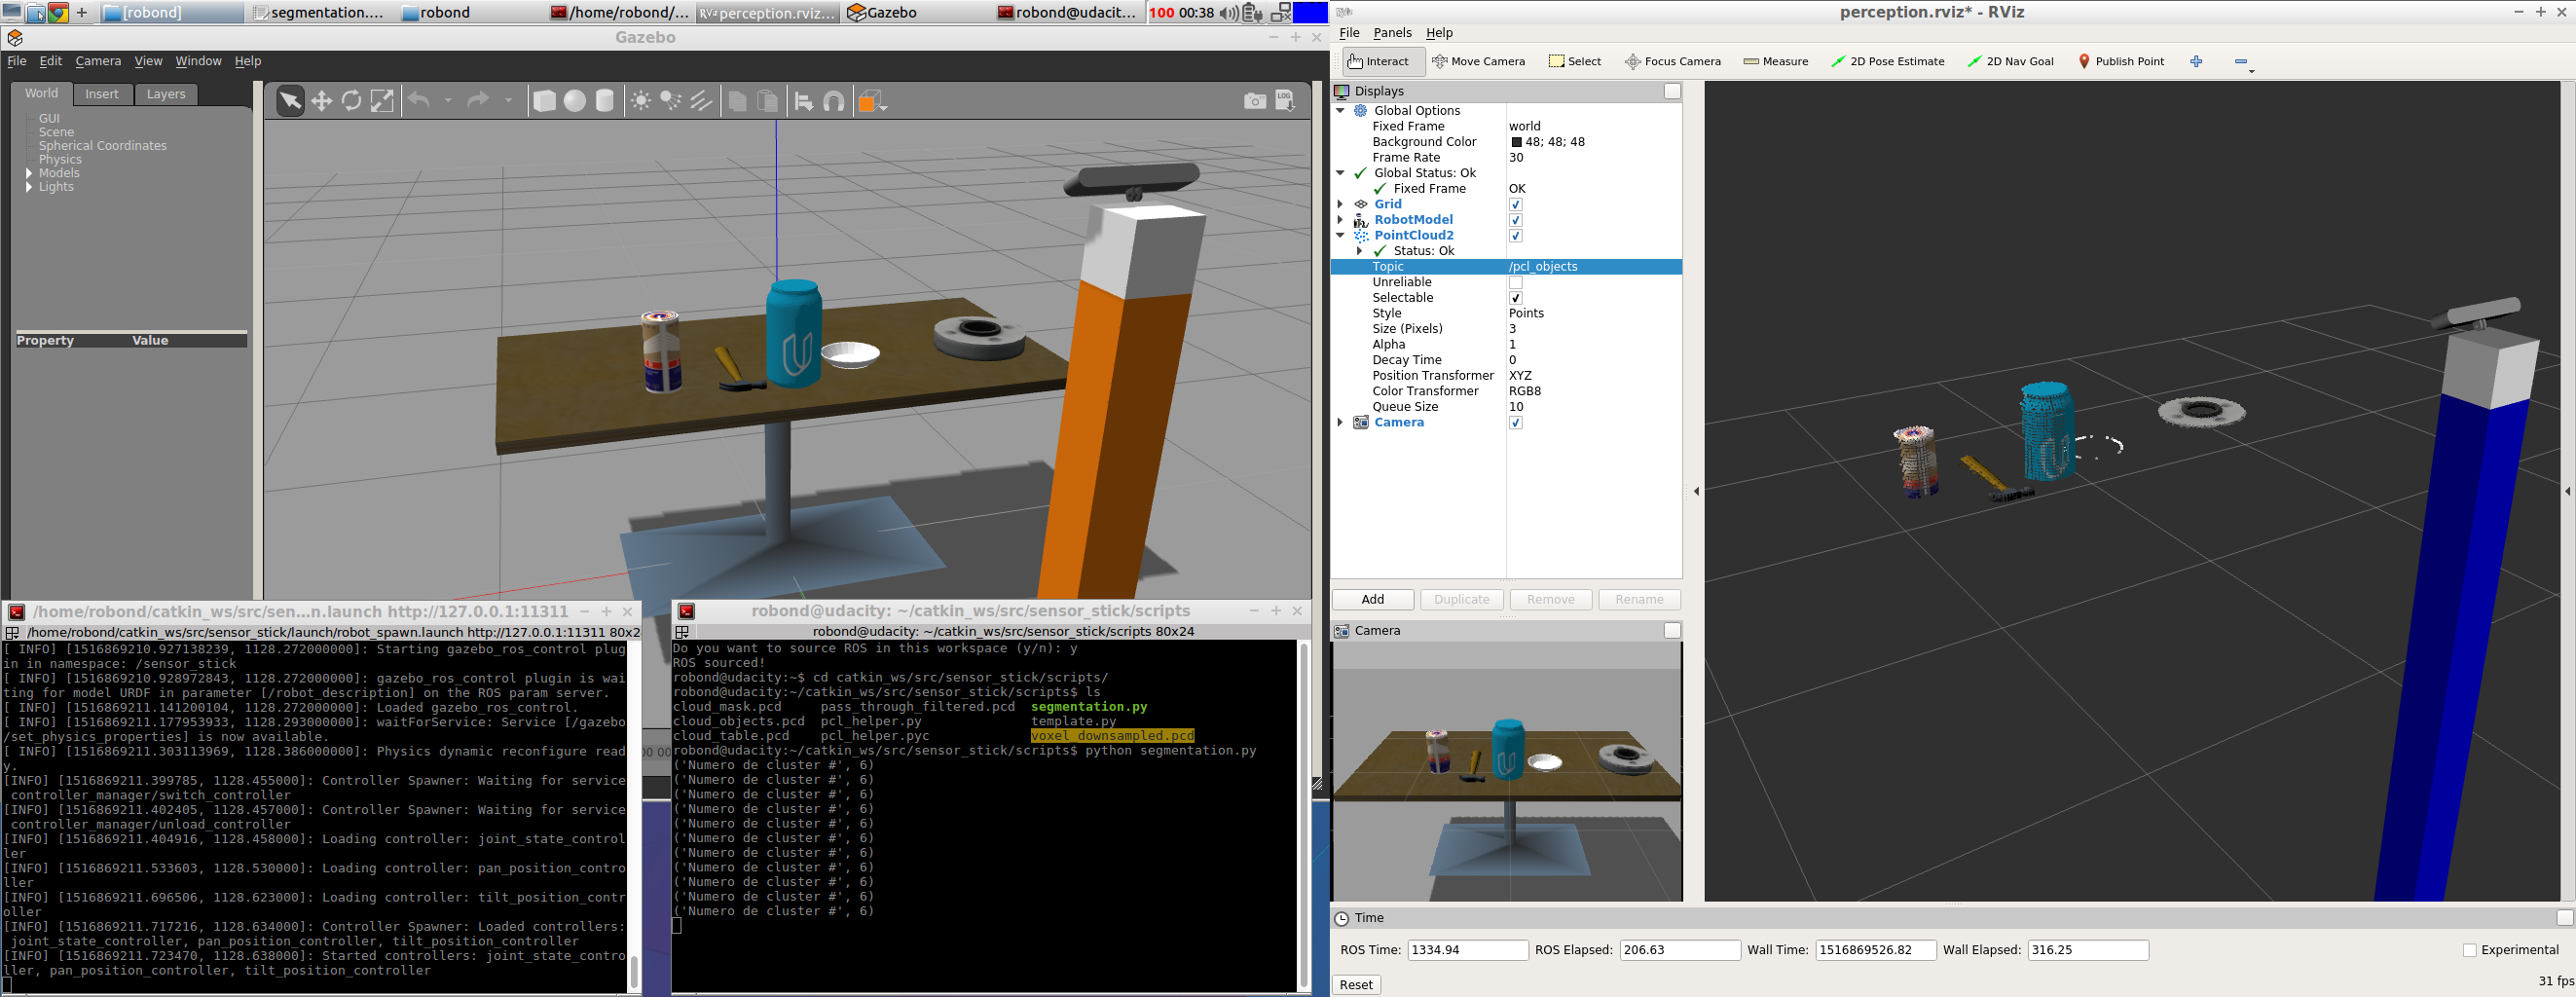 [robond]
segmentation....
robond
/home/robond/...
perception.rviz...
Gazebo
robond@udacit...
100 00:38
Gazebo
File Edit Camera View Window Help
World Insert Layers
GUI
Scene
Spherical Coordinates
Physics
Models
Lights
Property Value
LOG
/home/robond/catkin_ws/src/sen...n.launch http://127.0.0.1:11311
/home/robond/catkin_ws/src/sensor_stick/launch/robot_spawn.launch http://127.0.0.1:11311 80x2
[ INFO] [1516869210.927138239, 1128.272000000]: Starting gazebo_ros_control plug
in in namespace: /sensor_stick
[ INFO] [1516869210.928972843, 1128.272000000]: gazebo_ros_control plugin is wai
ting for model URDF in parameter [/robot_description] on the ROS param server.
[ INFO] [1516869211.141200104, 1128.272000000]: Loaded gazebo_ros_control.
[ INFO] [1516869211.177953933, 1128.293000000]: waitForService: Service [/gazebo
/set_physics_properties] is now available.
[ INFO] [1516869211.303113969, 1128.386000000]: Physics dynamic reconfigure read
y.
[INFO] [1516869211.399785, 1128.455000]: Controller Spawner: Waiting for service
controller_manager/switch_controller
[INFO] [1516869211.402405, 1128.457000]: Controller Spawner: Waiting for service
controller_manager/unload_controller
[INFO] [1516869211.404916, 1128.458000]: Loading controller: joint_state_control
ler
[INFO] [1516869211.533603, 1128.530000]: Loading controller: pan_position_contro
ller
[INFO] [1516869211.696506, 1128.623000]: Loading controller: tilt_position_contr
oller
[INFO] [1516869211.717216, 1128.634000]: Controller Spawner: Loaded controllers:
joint_state_controller, pan_position_controller, tilt_position_controller
[INFO] [1516869211.723470, 1128.638000]: Started controllers: joint_state_contro
ller, pan_position_controller, tilt_position_controller
robond@udacity: ~/catkin_ws/src/sensor_stick/scripts
robond@udacity: ~/catkin_ws/src/sensor_stick/scripts 80x24
Do you want to source ROS in this workspace (y/n): y
ROS sourced!
robond@udacity:~$ cd catkin_ws/src/sensor_stick/scripts/
robond@udacity:~/catkin_ws/src/sensor_stick/scripts$ ls
cloud_mask.pcd pass_through_filtered.pcd segmentation.py
cloud_objects.pcd pcl_helper.py template.py
cloud_table.pcd pcl_helper.pyc voxel_downsampled.pcd
robond@udacity:~/catkin_ws/src/sensor_stick/scripts$ python segmentation.py
('Numero de cluster #', 6)
('Numero de cluster #', 6)
('Numero de cluster #', 6)
('Numero de cluster #', 6)
('Numero de cluster #', 6)
('Numero de cluster #', 6)
('Numero de cluster #', 6)
('Numero de cluster #', 6)
('Numero de cluster #', 6)
('Numero de cluster #', 6)
('Numero de cluster #', 6)
perception.rviz* - RViz
File Panels Help
Interact Move Camera Select Focus Camera Measure 2D Pose Estimate 2D Nav Goal Publish Point
Displays
Global Options
Fixed Frame world
Background Color 48; 48; 48
Frame Rate 30
Global Status: Ok
Fixed Frame OK
Grid
RobotModel
PointCloud2
Status: Ok
Topic /pcl_objects
Unreliable
Selectable
Style Points
Size (Pixels) 3
Alpha 1
Decay Time 0
Position Transformer XYZ
Color Transformer RGB8
Queue Size 10
Camera
Add Duplicate Remove Rename
Camera
Time
ROS Time: 1334.94 ROS Elapsed: 206.63 Wall Time: 1516869526.82 Wall Elapsed: 316.25 Experimental
Reset 31 fps